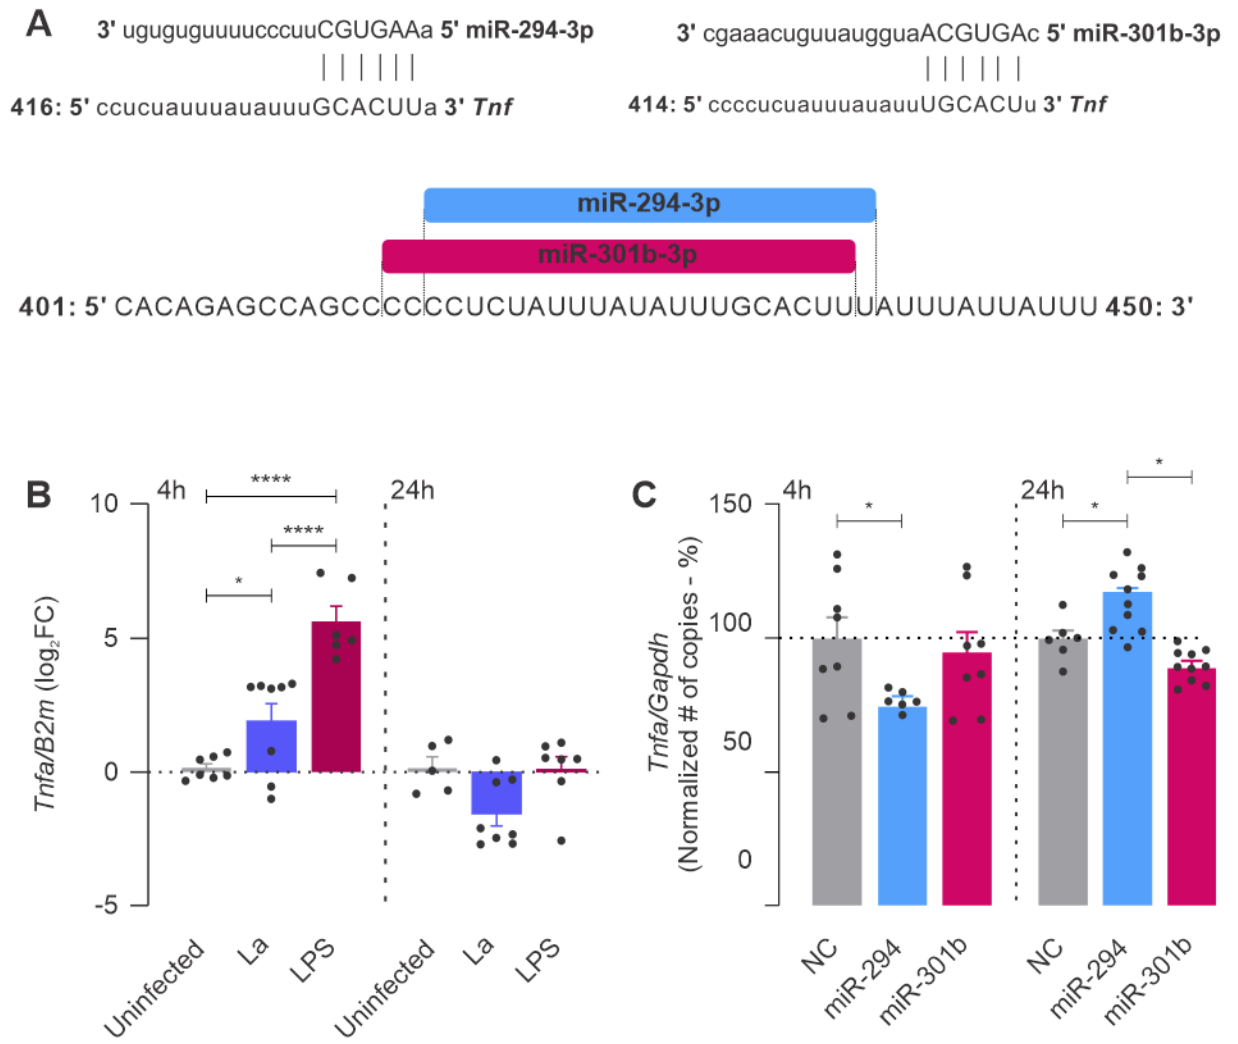 A
3' uguguguuuucccuuCGUGAAa 5' miR-294-3p
416: 5' ccucuauuuauauuuGCACUUa 3' Tnf
3' cgaaacuguuaugguaACGUGAc 5' miR-301b-3p
414: 5' ccccucuauuuauauuUGCACUu 3' Tnf
miR-294-3p
miR-301b-3p
401: 5' CACAGAGCCAGCCCCCCUCUAUUUAUAUUUGCACUUUAUUUAUUAUUU 450: 3'
B
4h
24h
****
****
*
10
5
0
-5
Tnfa/B2m (log2FC)
Uninfected
La
LPS
Uninfected
La
LPS
C
4h
24h
*
*
*
150
100
50
0
Tnfa/Gapdh
(Normalized # of copies - %)
NC
miR-294
miR-301b
NC
miR-294
miR-301b